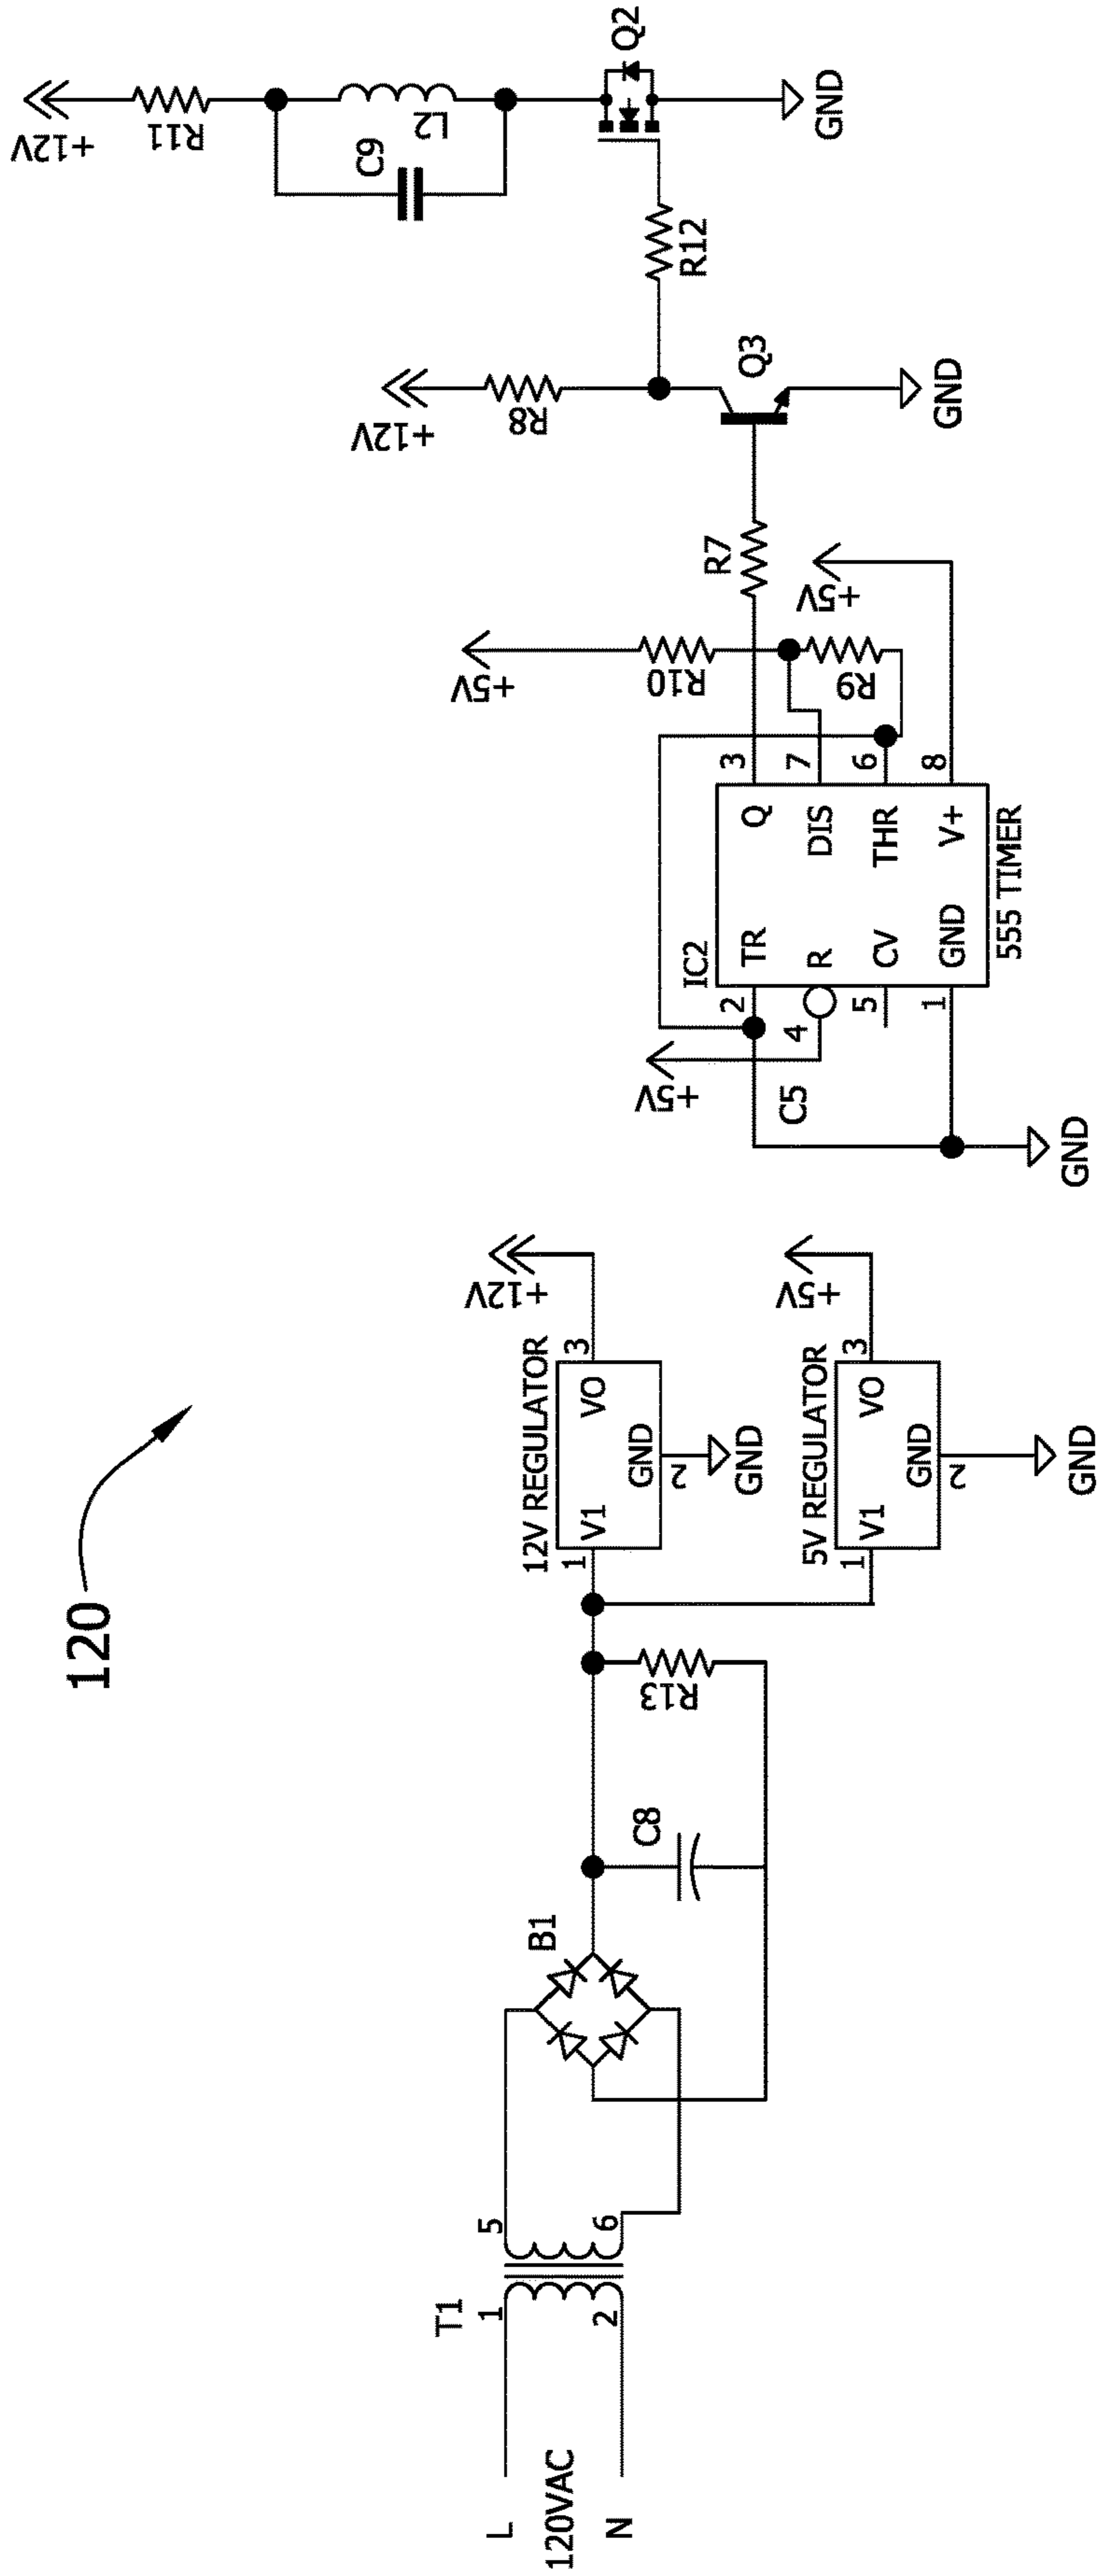 120
L
120VAC
N
T1
1
2
5
6
B1
C8
R13
12V REGULATOR
1
V1
VO
3
GND
2
GND
+12V
5V REGULATOR
1
V1
VO
3
GND
2
GND
+5V
+5V
C5
GND
IC2
2
TR
4
R
5
CV
1
GND
Q
3
DIS
7
THR
6
V+
8
555 TIMER
+5V
R10
R9
+5V
R7
+12V
R8
Q3
GND
R12
+12V
R11
C9
L2
Q2
GND